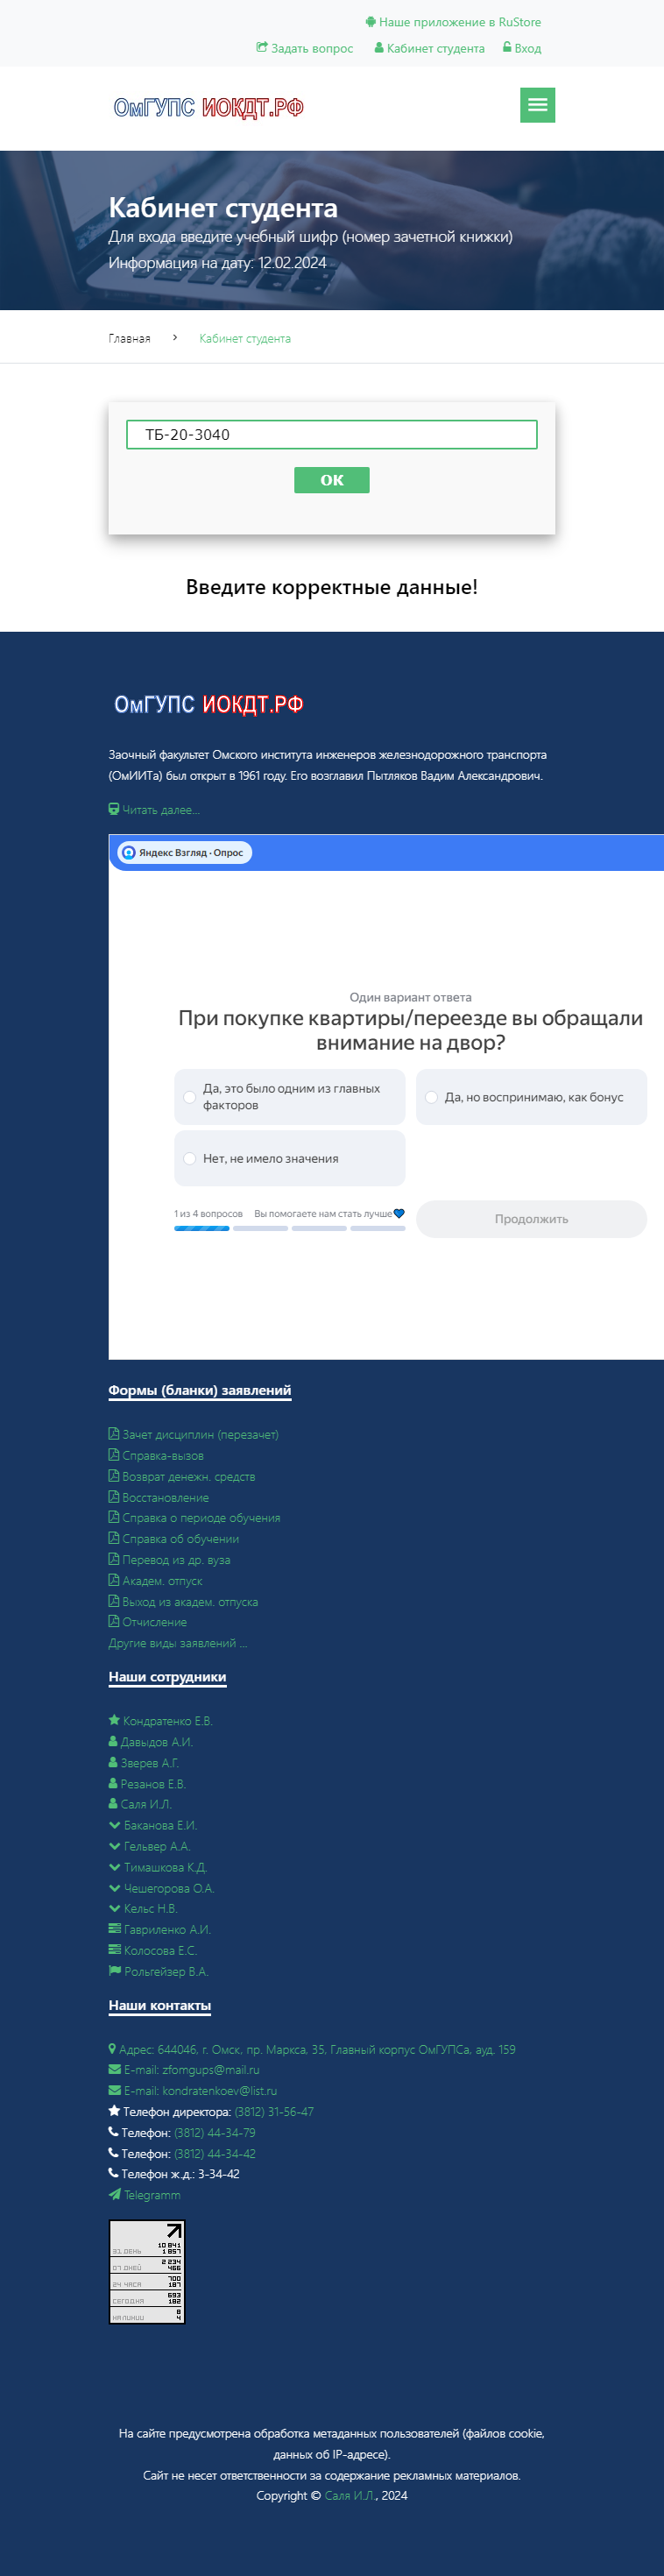 Наше приложение в RuStore
Задать вопрос Кабинет студента Вход
ОмГУПС ИОКДТ.РФ
Кабинет студента
Для входа введите учебный шифр (номер зачетной книжки)
Информация на дату: 12.02.2024
Главная > Кабинет студента
ТБ-20-3040
ОК
Введите корректные данные!
ОмГУПС ИОКДТ.РФ
Заочный факультет Омского института инженеров железнодорожного транспорта
(ОмИИТа) был открыт в 1961 году. Его возглавил Пытляков Вадим Александрович.
Читать далее...
Яндекс Взгляд · Опрос
Один вариант ответа
При покупке квартиры/переезде вы обращали
внимание на двор?
Да, это было одним из главных
факторов
Да, но воспринимаю, как бонус
Нет, не имело значения
1 из 4 вопросов Вы помогаете нам стать лучше
Продолжить
Формы (бланки) заявлений
Зачет дисциплин (перезачет)
Справка-вызов
Возврат денежн. средств
Восстановление
Справка о периоде обучения
Справка об обучении
Перевод из др. вуза
Академ. отпуск
Выход из академ. отпуска
Отчисление
Другие виды заявлений ...
Наши сотрудники
Кондратенко Е.В.
Давыдов А.И.
Зверев А.Г.
Резанов Е.В.
Саля И.Л.
Баканова Е.И.
Гельвер А.А.
Тимашкова К.Д.
Чешегорова О.А.
Кельс Н.В.
Гавриленко А.И.
Колосова Е.С.
Рольгейзер В.А.
Наши контакты
Адрес: 644046, г. Омск, пр. Маркса, 35, Главный корпус ОмГУПСа, ауд. 159
E-mail: zfomgups@mail.ru
E-mail: kondratenkoev@list.ru
Телефон директора: (3812) 31-56-47
Телефон: (3812) 44-34-79
Телефон: (3812) 44-34-42
Телефон ж.д.: 3-34-42
Telegramm
10 841
31 ДЕНЬ 1 857
2 234
07 ДНЕЙ 466
700
24 ЧАСА 187
693
СЕГОДНЯ 182
8
НА ЛИНИИ 4
На сайте предусмотрена обработка метаданных пользователей (файлов cookie,
данных об IP-адресе).
Сайт не несет ответственности за содержание рекламных материалов.
Copyright © Саля И.Л., 2024